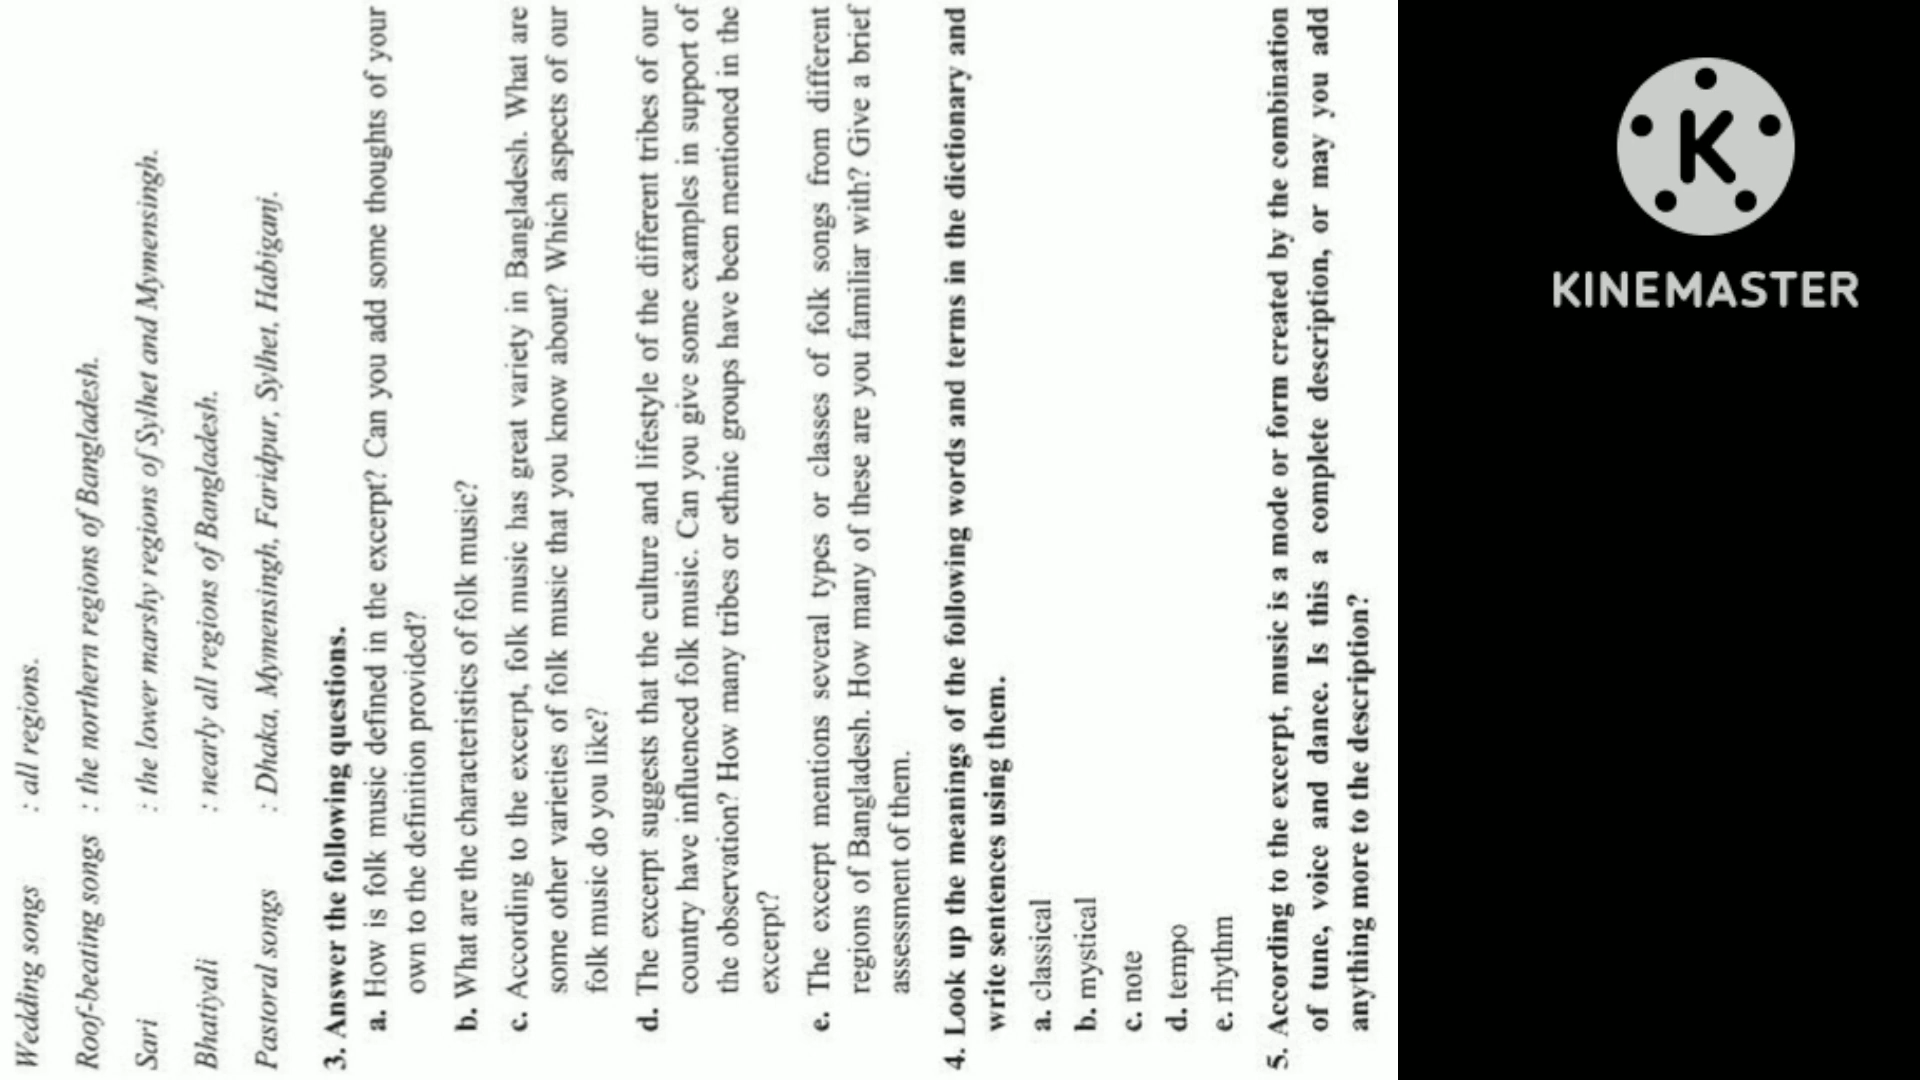 Wedding songs : all regions.
Roof-beating songs : the northern regions of Bangladesh.
Sari : the lower marshy regions of Sylhet and Mymensingh.
Bhatiyali : nearly all regions of Bangladesh.
Pastoral songs : Dhaka, Mymensingh, Faridpur, Sylhet, Habiganj.
3. Answer the following questions.
a. How is folk music defined in the excerpt? Can you add some thoughts of your
own to the definition provided?
b. What are the characteristics of folk music?
c. According to the excerpt, folk music has great variety in Bangladesh. What are
some other varieties of folk music that you know about? Which aspects of our
folk music do you like?
d. The excerpt suggests that the culture and lifestyle of the different tribes of our
country have influenced folk music. Can you give some examples in support of
the observation? How many tribes or ethnic groups have been mentioned in the
excerpt?
e. The excerpt mentions several types or classes of folk songs from different
regions of Bangladesh. How many of these are you familiar with? Give a brief
assessment of them.
4. Look up the meanings of the following words and terms in the dictionary and
write sentences using them.
a. classical
b. mystical
c. note
d. tempo
e. rhythm
5. According to the excerpt, music is a mode or form created by the combination
of tune, voice and dance. Is this a complete description, or may you add
anything more to the description?
K
KINEMASTER